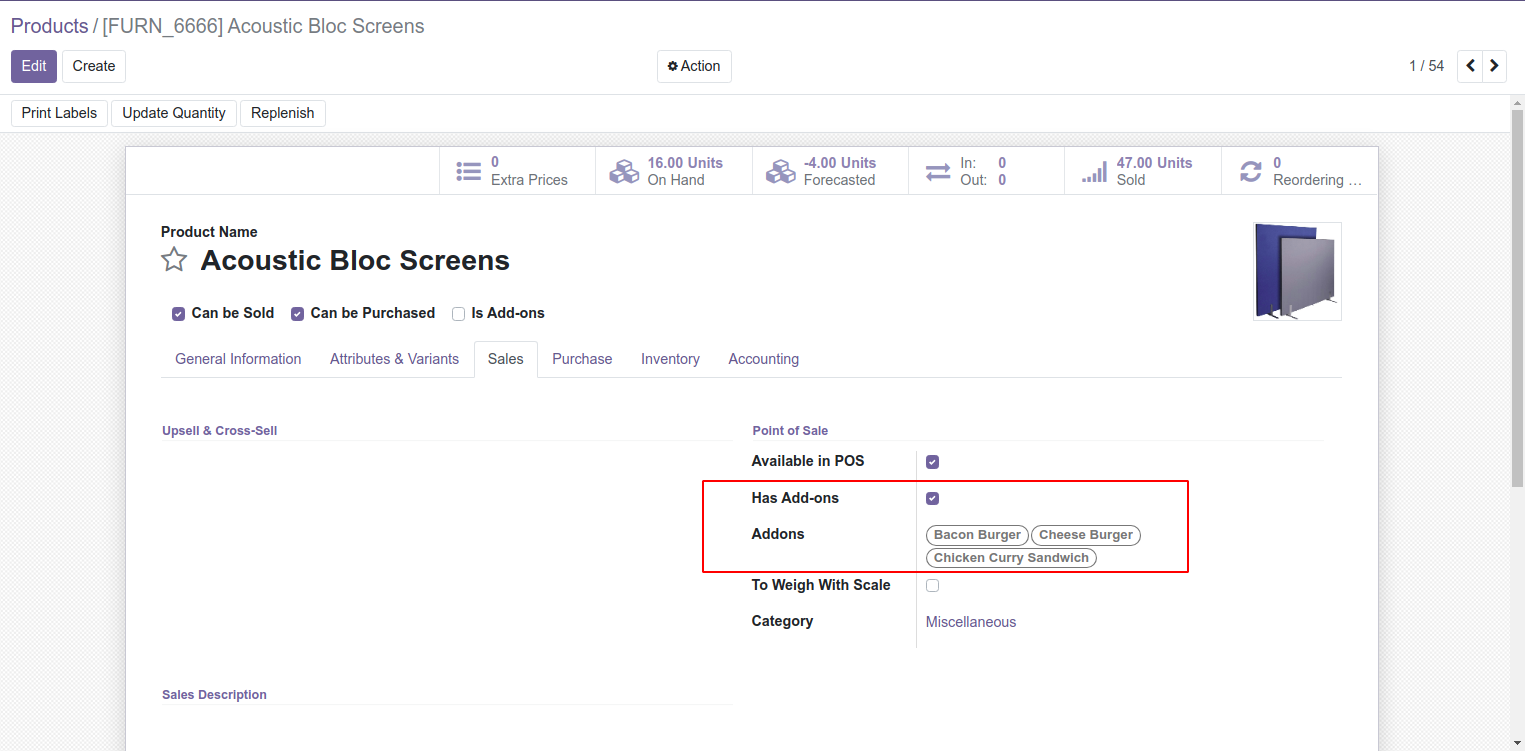 Products / [FURN_6666] Acoustic Bloc Screens
Edit Create Action 1 / 54
Print Labels Update Quantity Replenish
0 Extra Prices
16.00 Units On Hand
-4.00 Units Forecasted
In: 0
Out: 0
47.00 Units Sold
0 Reordering ...
Product Name
Acoustic Bloc Screens
Can be Sold Can be Purchased Is Add-ons
General Information Attributes & Variants Sales Purchase Inventory Accounting
Upsell & Cross-Sell
Point of Sale
Available in POS
Has Add-ons
Addons Bacon Burger Cheese Burger
Chicken Curry Sandwich
To Weigh With Scale
Category Miscellaneous
Sales Description